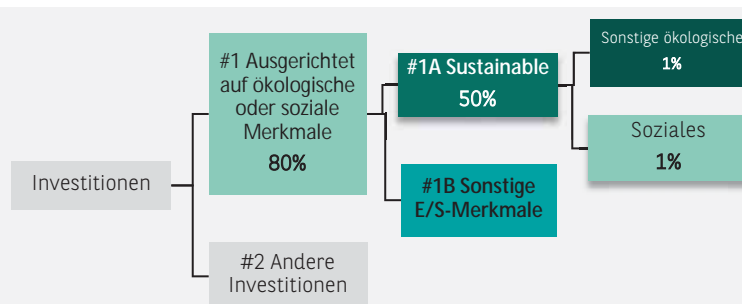 Investitionen
#1 Ausgerichtet
auf ökologische
oder soziale
Merkmale
80%
#2 Andere
Investitionen
#1A Sustainable
50%
#1B Sonstige
E/S-Merkmale
Sonstige ökologische
1%
Soziales
1%